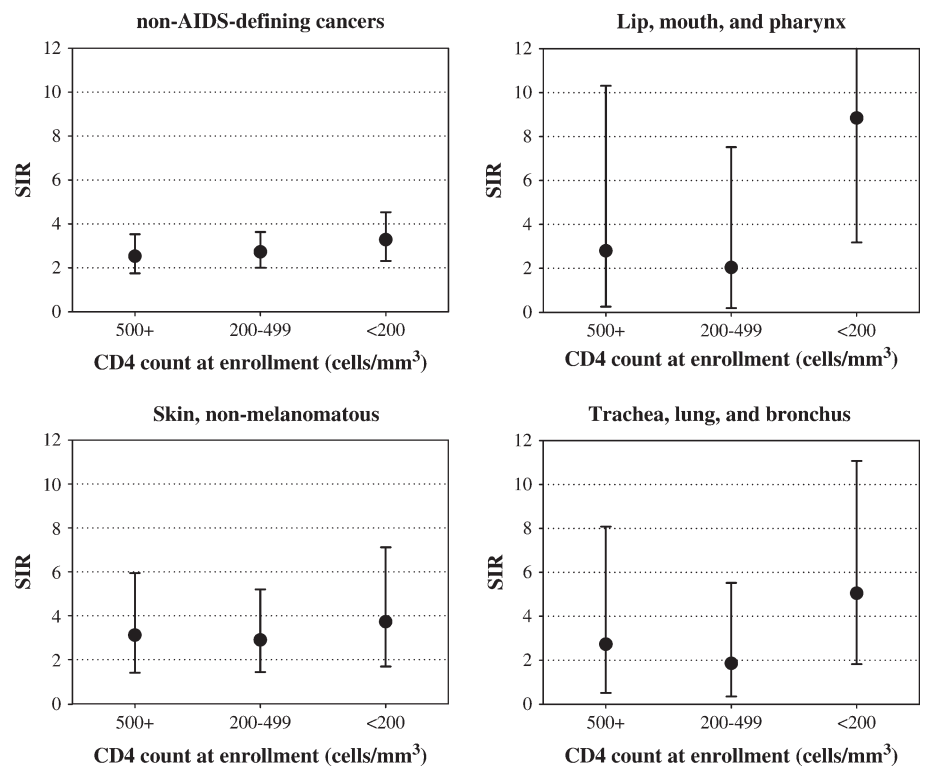 non-AIDS-defining cancers
12
10
8
6
4
2
0
SIR
500+ 200-499 <200
CD4 count at enrollment (cells/mm³)
Lip, mouth, and pharynx
12
10
8
6
4
2
0
SIR
500+ 200-499 <200
CD4 count at enrollment (cells/mm³)
Skin, non-melanomatous
12
10
8
6
4
2
0
SIR
500+ 200-499 <200
CD4 count at enrollment (cells/mm³)
Trachea, lung, and bronchus
12
10
8
6
4
2
0
SIR
500+ 200-499 <200
CD4 count at enrollment (cells/mm³)